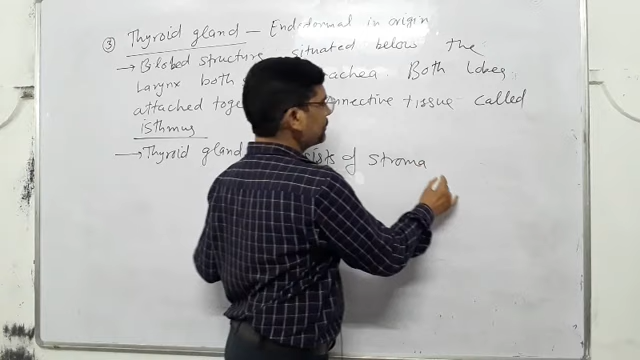 ③ Thyroid gland — Endodermal in origin
→ Bilobed structure situated below the
Larynx both trachea. Both lobes
attached toge connective tissue called
isthmus
→ Thyroid gland sists of stroma